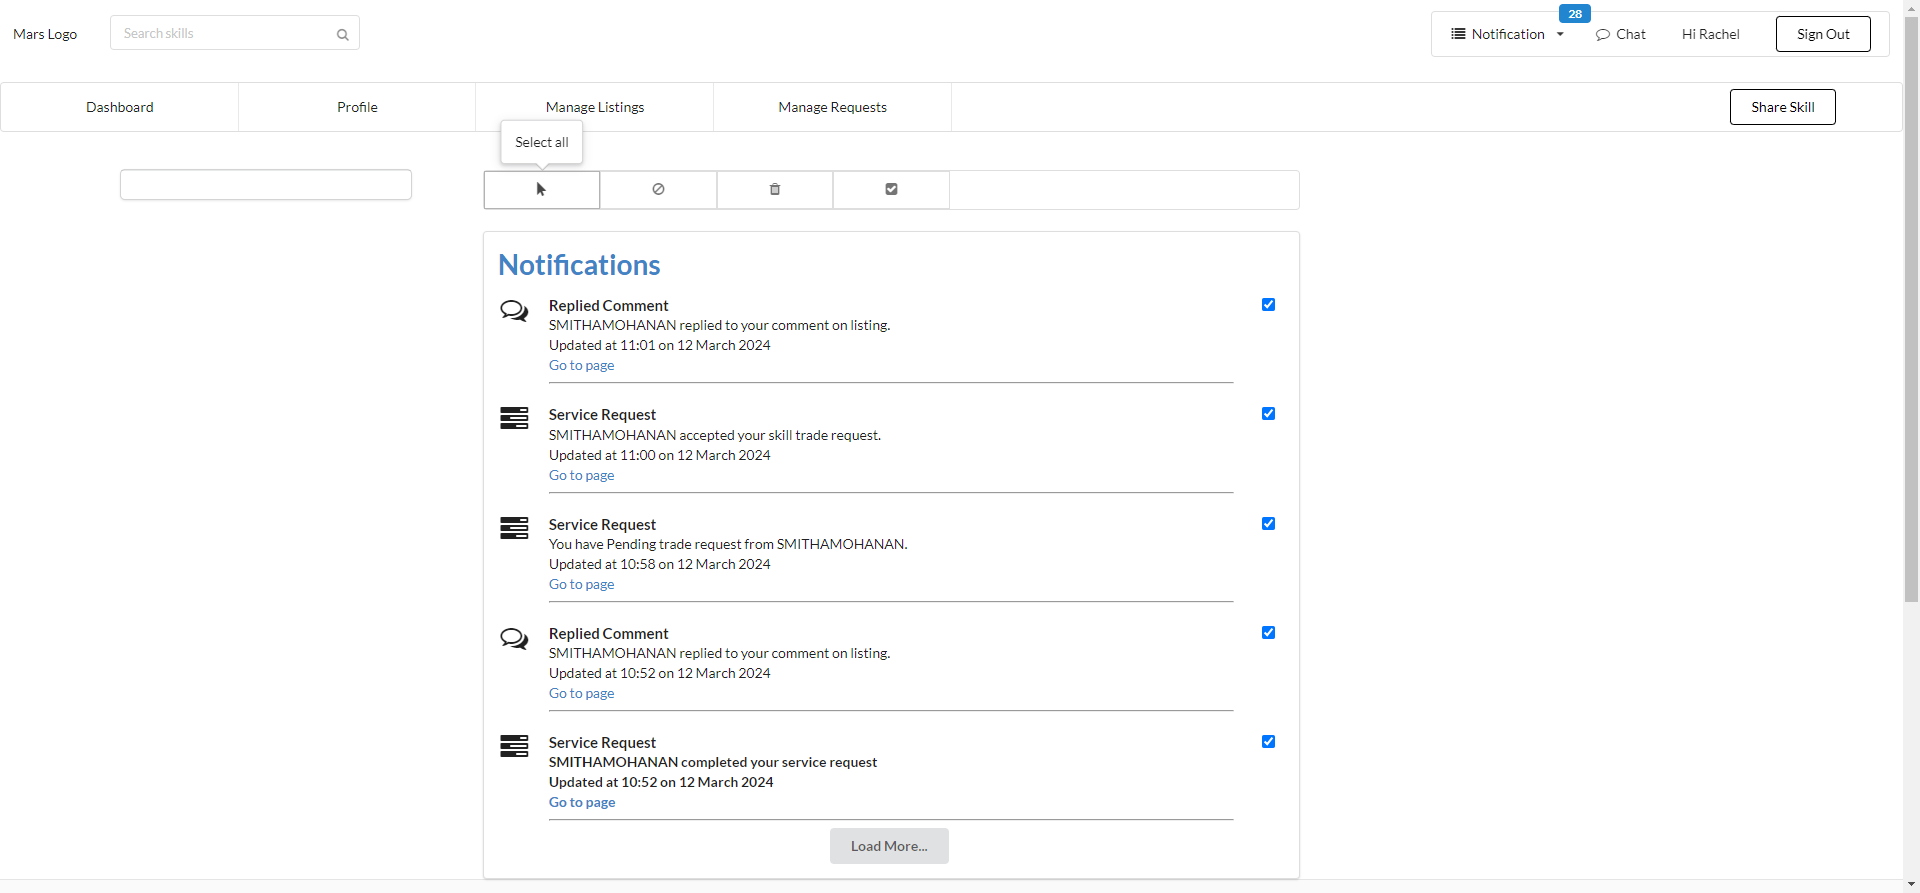 Mars Logo
Search skills
28
Notification
Chat
Hi Rachel
Sign Out
Dashboard
Profile
Manage Listings
Manage Requests
Share Skill
Select all
Notifications
Replied Comment
SMITHAMOHANAN replied to your comment on listing.
Updated at 11:01 on 12 March 2024
Go to page
Service Request
SMITHAMOHANAN accepted your skill trade request.
Updated at 11:00 on 12 March 2024
Go to page
Service Request
You have Pending trade request from SMITHAMOHANAN.
Updated at 10:58 on 12 March 2024
Go to page
Replied Comment
SMITHAMOHANAN replied to your comment on listing.
Updated at 10:52 on 12 March 2024
Go to page
Service Request
SMITHAMOHANAN completed your service request
Updated at 10:52 on 12 March 2024
Go to page
Load More...